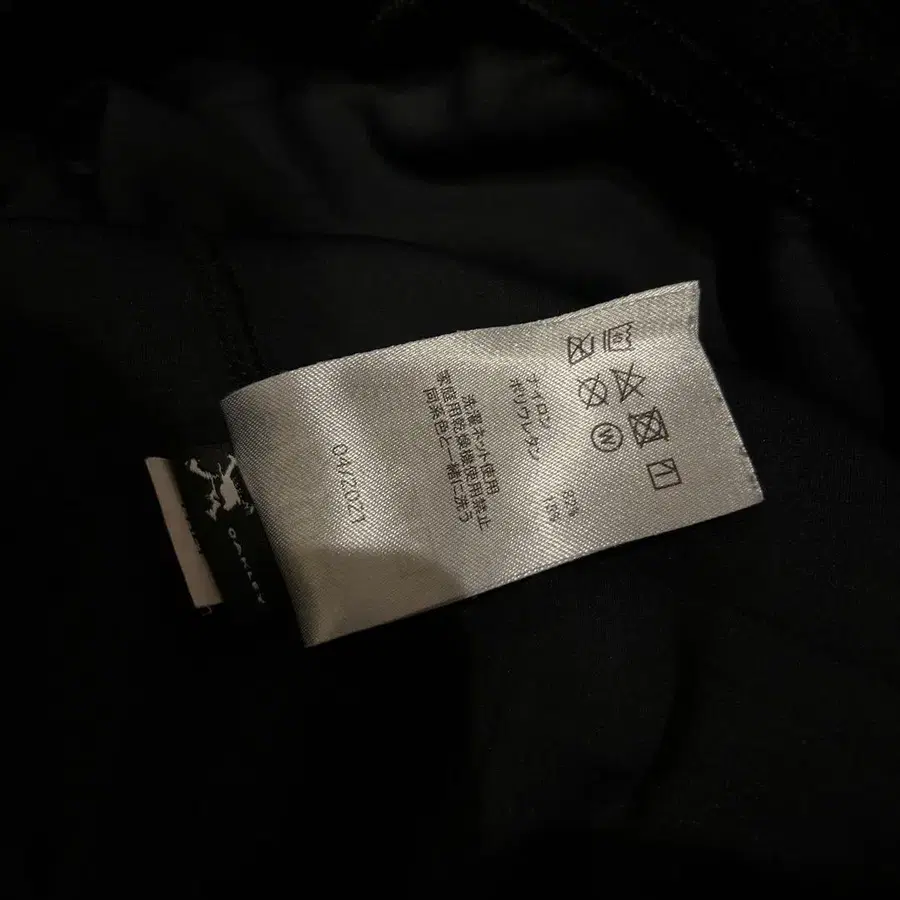 W
ナイロン
ポリウレタン
洗濯ネット使用
家庭用乾燥機使用禁止
同系色と一緒に洗う
04/2021
OAKLEY